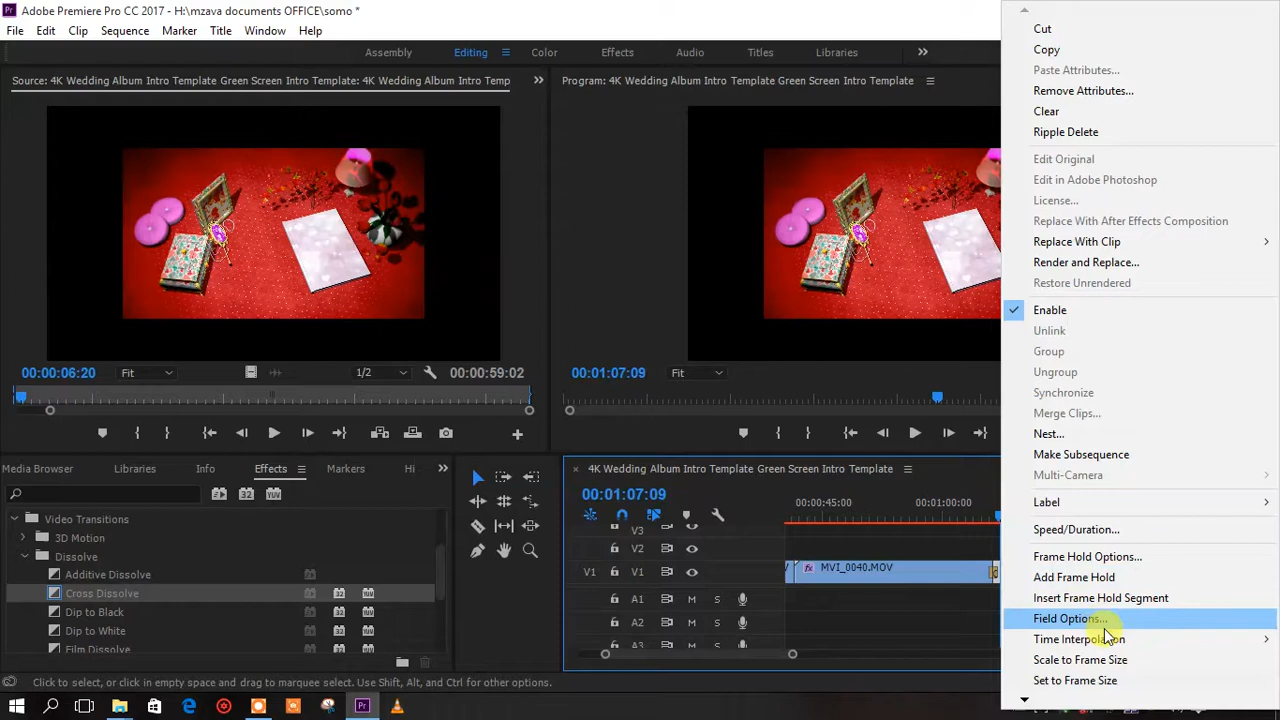 Adobe Premiere Pro CC 2017 - H:\mzava documents OFFICE\somo *
File Edit Clip Sequence Marker Title Window Help
Assembly Editing Color Effects Audio Titles Libraries
Source: 4K Wedding Album Intro Template Green Screen Intro Template: 4K Wedding Album Intro Temp
Program: 4K Wedding Album Intro Template Green Screen Intro Template
00:00:06:20 Fit 1/2 00:00:59:02
00:01:07:09 Fit
Media Browser Libraries Info Effects Markers Hi
Video Transitions
3D Motion
Dissolve
Additive Dissolve
Cross Dissolve
Dip to Black
Dip to White
Film Dissolve
4K Wedding Album Intro Template Green Screen Intro Template
00:01:07:09
00:00:45:00 00:01:00:00
V3
V2
V1 V1 V MVI_0040.MOV
A1 M S
A2 M S
A3 M S
Click to select, or click in empty space and drag to marquee select. Use Shift, Alt, and Ctrl for other options.
Cut
Copy
Paste Attributes...
Remove Attributes...
Clear
Ripple Delete
Edit Original
Edit in Adobe Photoshop
License...
Replace With After Effects Composition
Replace With Clip
Render and Replace...
Restore Unrendered
Enable
Unlink
Group
Ungroup
Synchronize
Merge Clips...
Nest...
Make Subsequence
Multi-Camera
Label
Speed/Duration...
Frame Hold Options...
Add Frame Hold
Insert Frame Hold Segment
Field Options...
Time Interpolation
Scale to Frame Size
Set to Frame Size